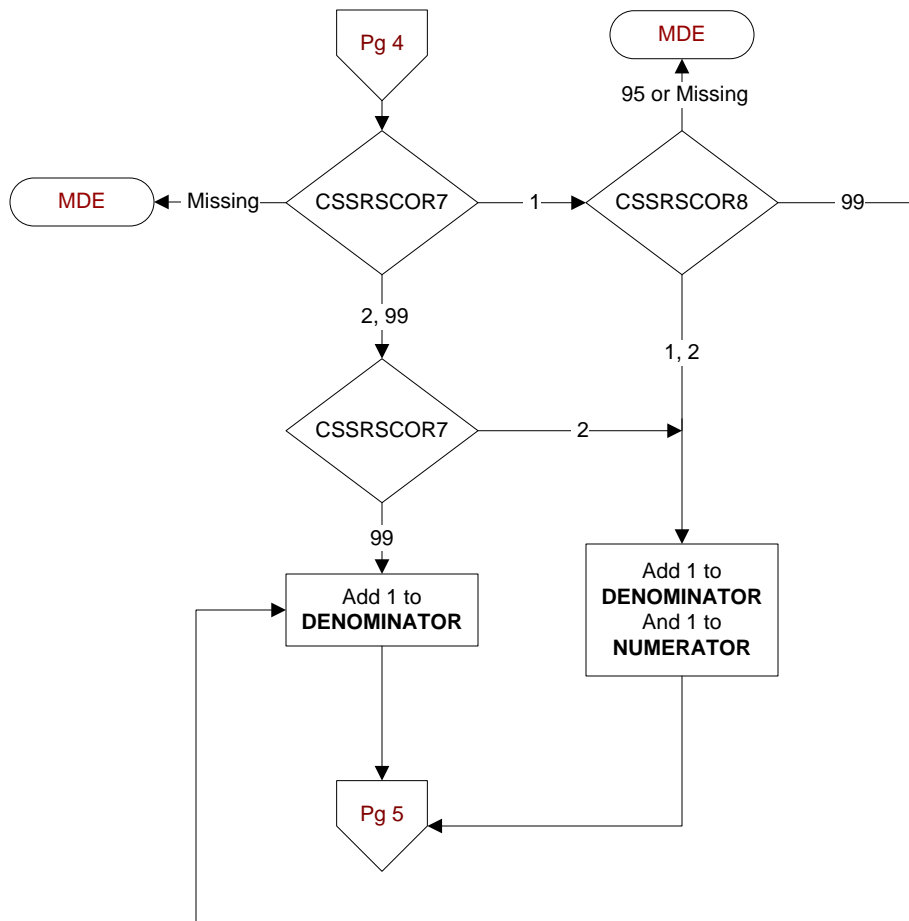 Pg 4
MDE
95 or Missing
MDE
Missing
CSSRSCOR7
1
CSSRSCOR8
99
2, 99
1, 2
CSSRSCOR7
2
99
Add 1 to
DENOMINATOR
Add 1 to
DENOMINATOR
And 1 to
NUMERATOR
Pg 5